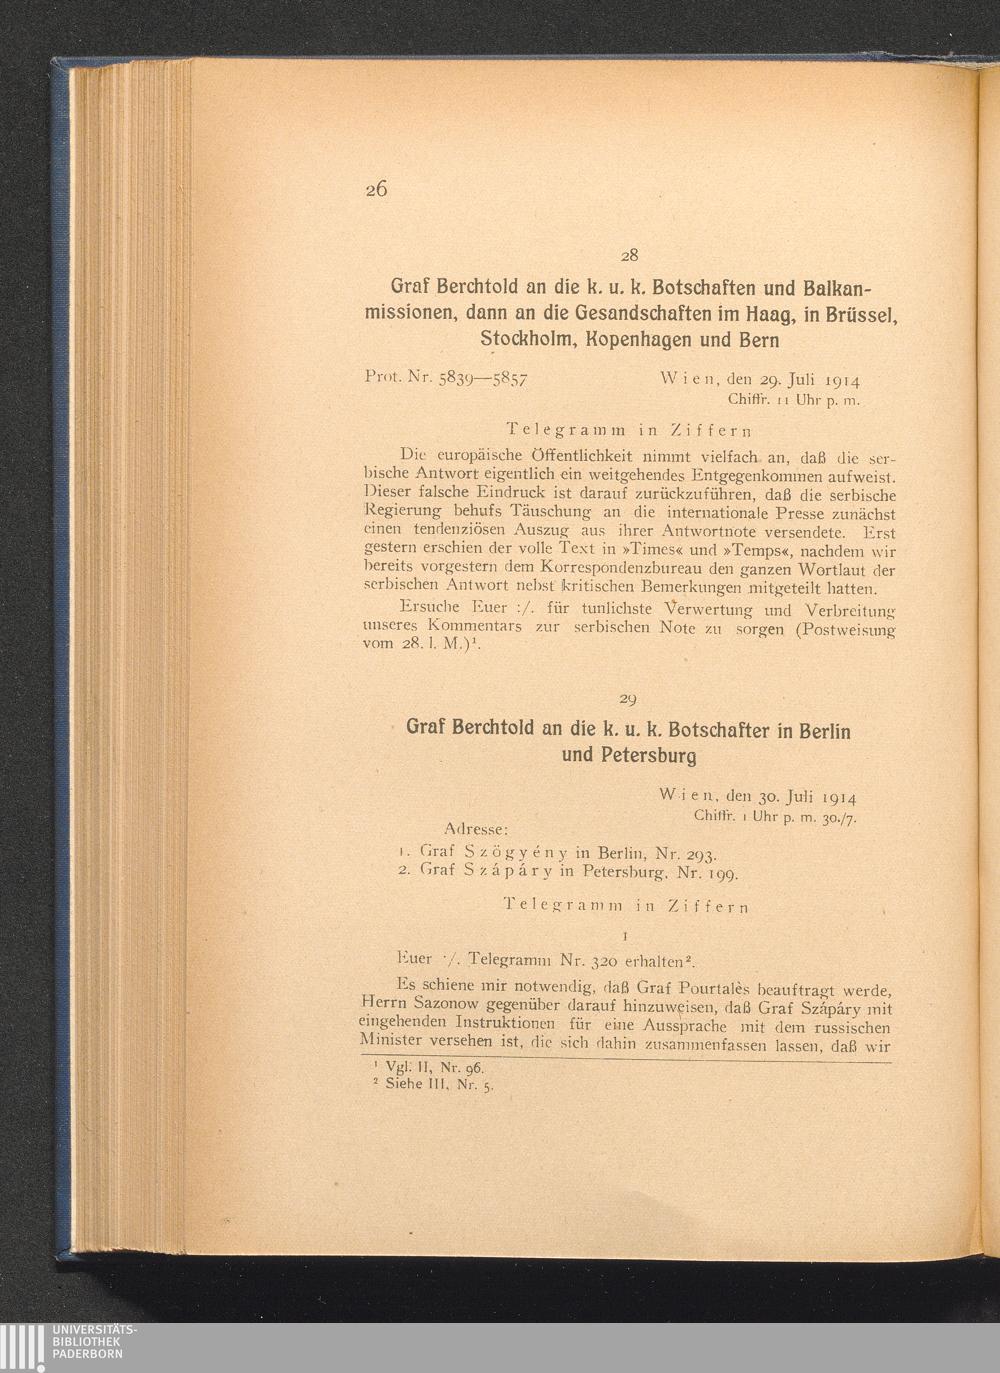 26
28
Graf Berchtold an die k. u. k. Botschaften und Balkan-
missionen, dann an die Gesandschaften im Haag, in Brüssel,
Stockholm, Kopenhagen und Bern
Prot. Nr. 5839—5857 Wien, den 29. Juli 1914
Chiffr. 11 Uhr p. m.
Telegramm in Ziffern
Die europäische Öffentlichkeit nimmt vielfach an, daß die ser-
bische Antwort eigentlich ein weitgehendes Entgegenkommen aufweist.
Dieser falsche Eindruck ist darauf zurückzuführen, daß die serbische
Regierung behufs Täuschung an die internationale Presse zunächst
einen tendenziösen Auszug aus ihrer Antwortnote versendete. Erst
gestern erschien der volle Text in »Times« und »Temps«, nachdem wir
bereits vorgestern dem Korrespondenzbureau den ganzen Wortlaut der
serbischen Antwort nebst kritischen Bemerkungen mitgeteilt hatten.
Ersuche Euer :/. für tunlichste Verwertung und Verbreitung
unseres Kommentars zur serbischen Note zu sorgen (Postweisung
vom 28. l. M.)¹.
29
Graf Berchtold an die k. u. k. Botschafter in Berlin
und Petersburg
Wien, den 30. Juli 1914
Chiffr. 1 Uhr p. m. 30./7.
Adresse:
1. Graf Szögyény in Berlin, Nr. 293.
2. Graf Szápáry in Petersburg, Nr. 199.
Telegramm in Ziffern
I
Euer ·/. Telegramm Nr. 320 erhalten².
Es schiene mir notwendig, daß Graf Pourtalès beauftragt werde,
Herrn Sazonow gegenüber darauf hinzuweisen, daß Graf Szápáry mit
eingehenden Instruktionen für eine Aussprache mit dem russischen
Minister versehen ist, die sich dahin zusammenfassen lassen, daß wir
¹ Vgl. II, Nr. 96.
² Siehe III, Nr. 5.
UNIVERSITÄTS-
BIBLIOTHEK
PADERBORN